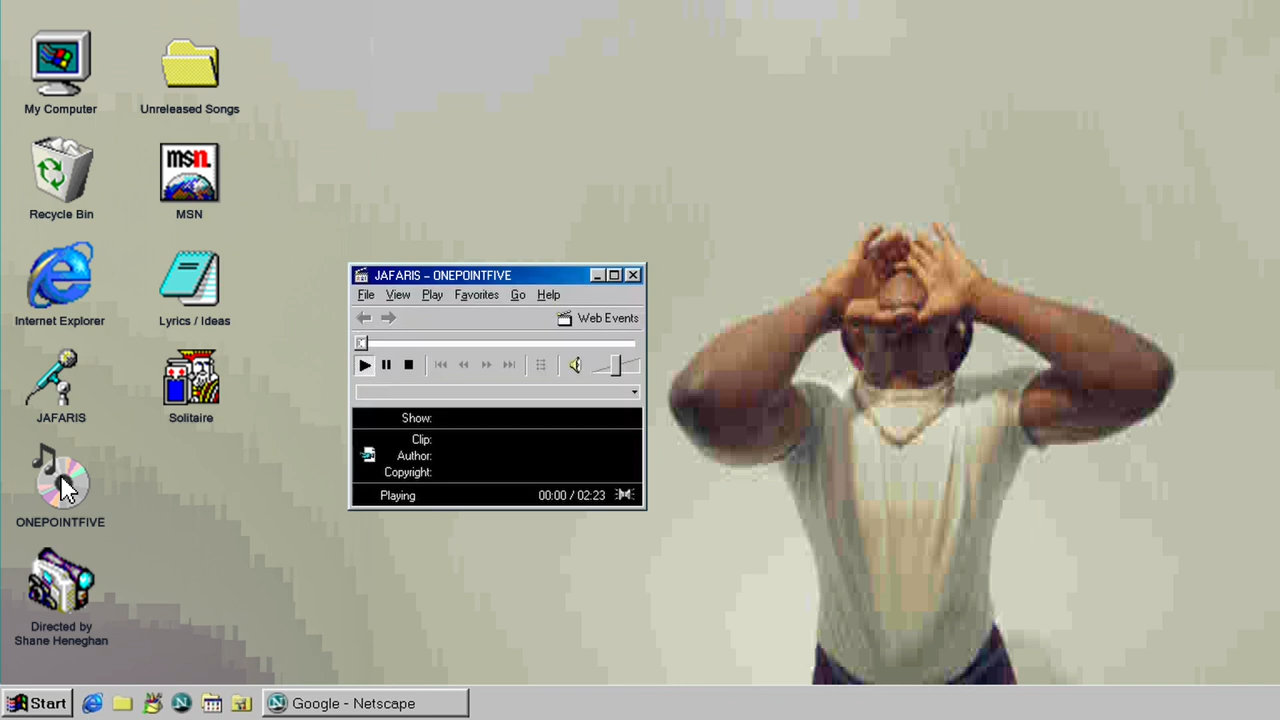 My Computer
Unreleased Songs
Recycle Bin
msn.
MSN
Internet Explorer
Lyrics / Ideas
JAFARIS
Solitaire
ONEPOINTFIVE
Directed by
Shane Heneghan
JAFARIS – ONEPOINTFIVE
File View Play Favorites Go Help
Web Events
Show:
Clip:
Author:
Copyright:
Playing 00:00 / 02:23
Start
N Google - Netscape